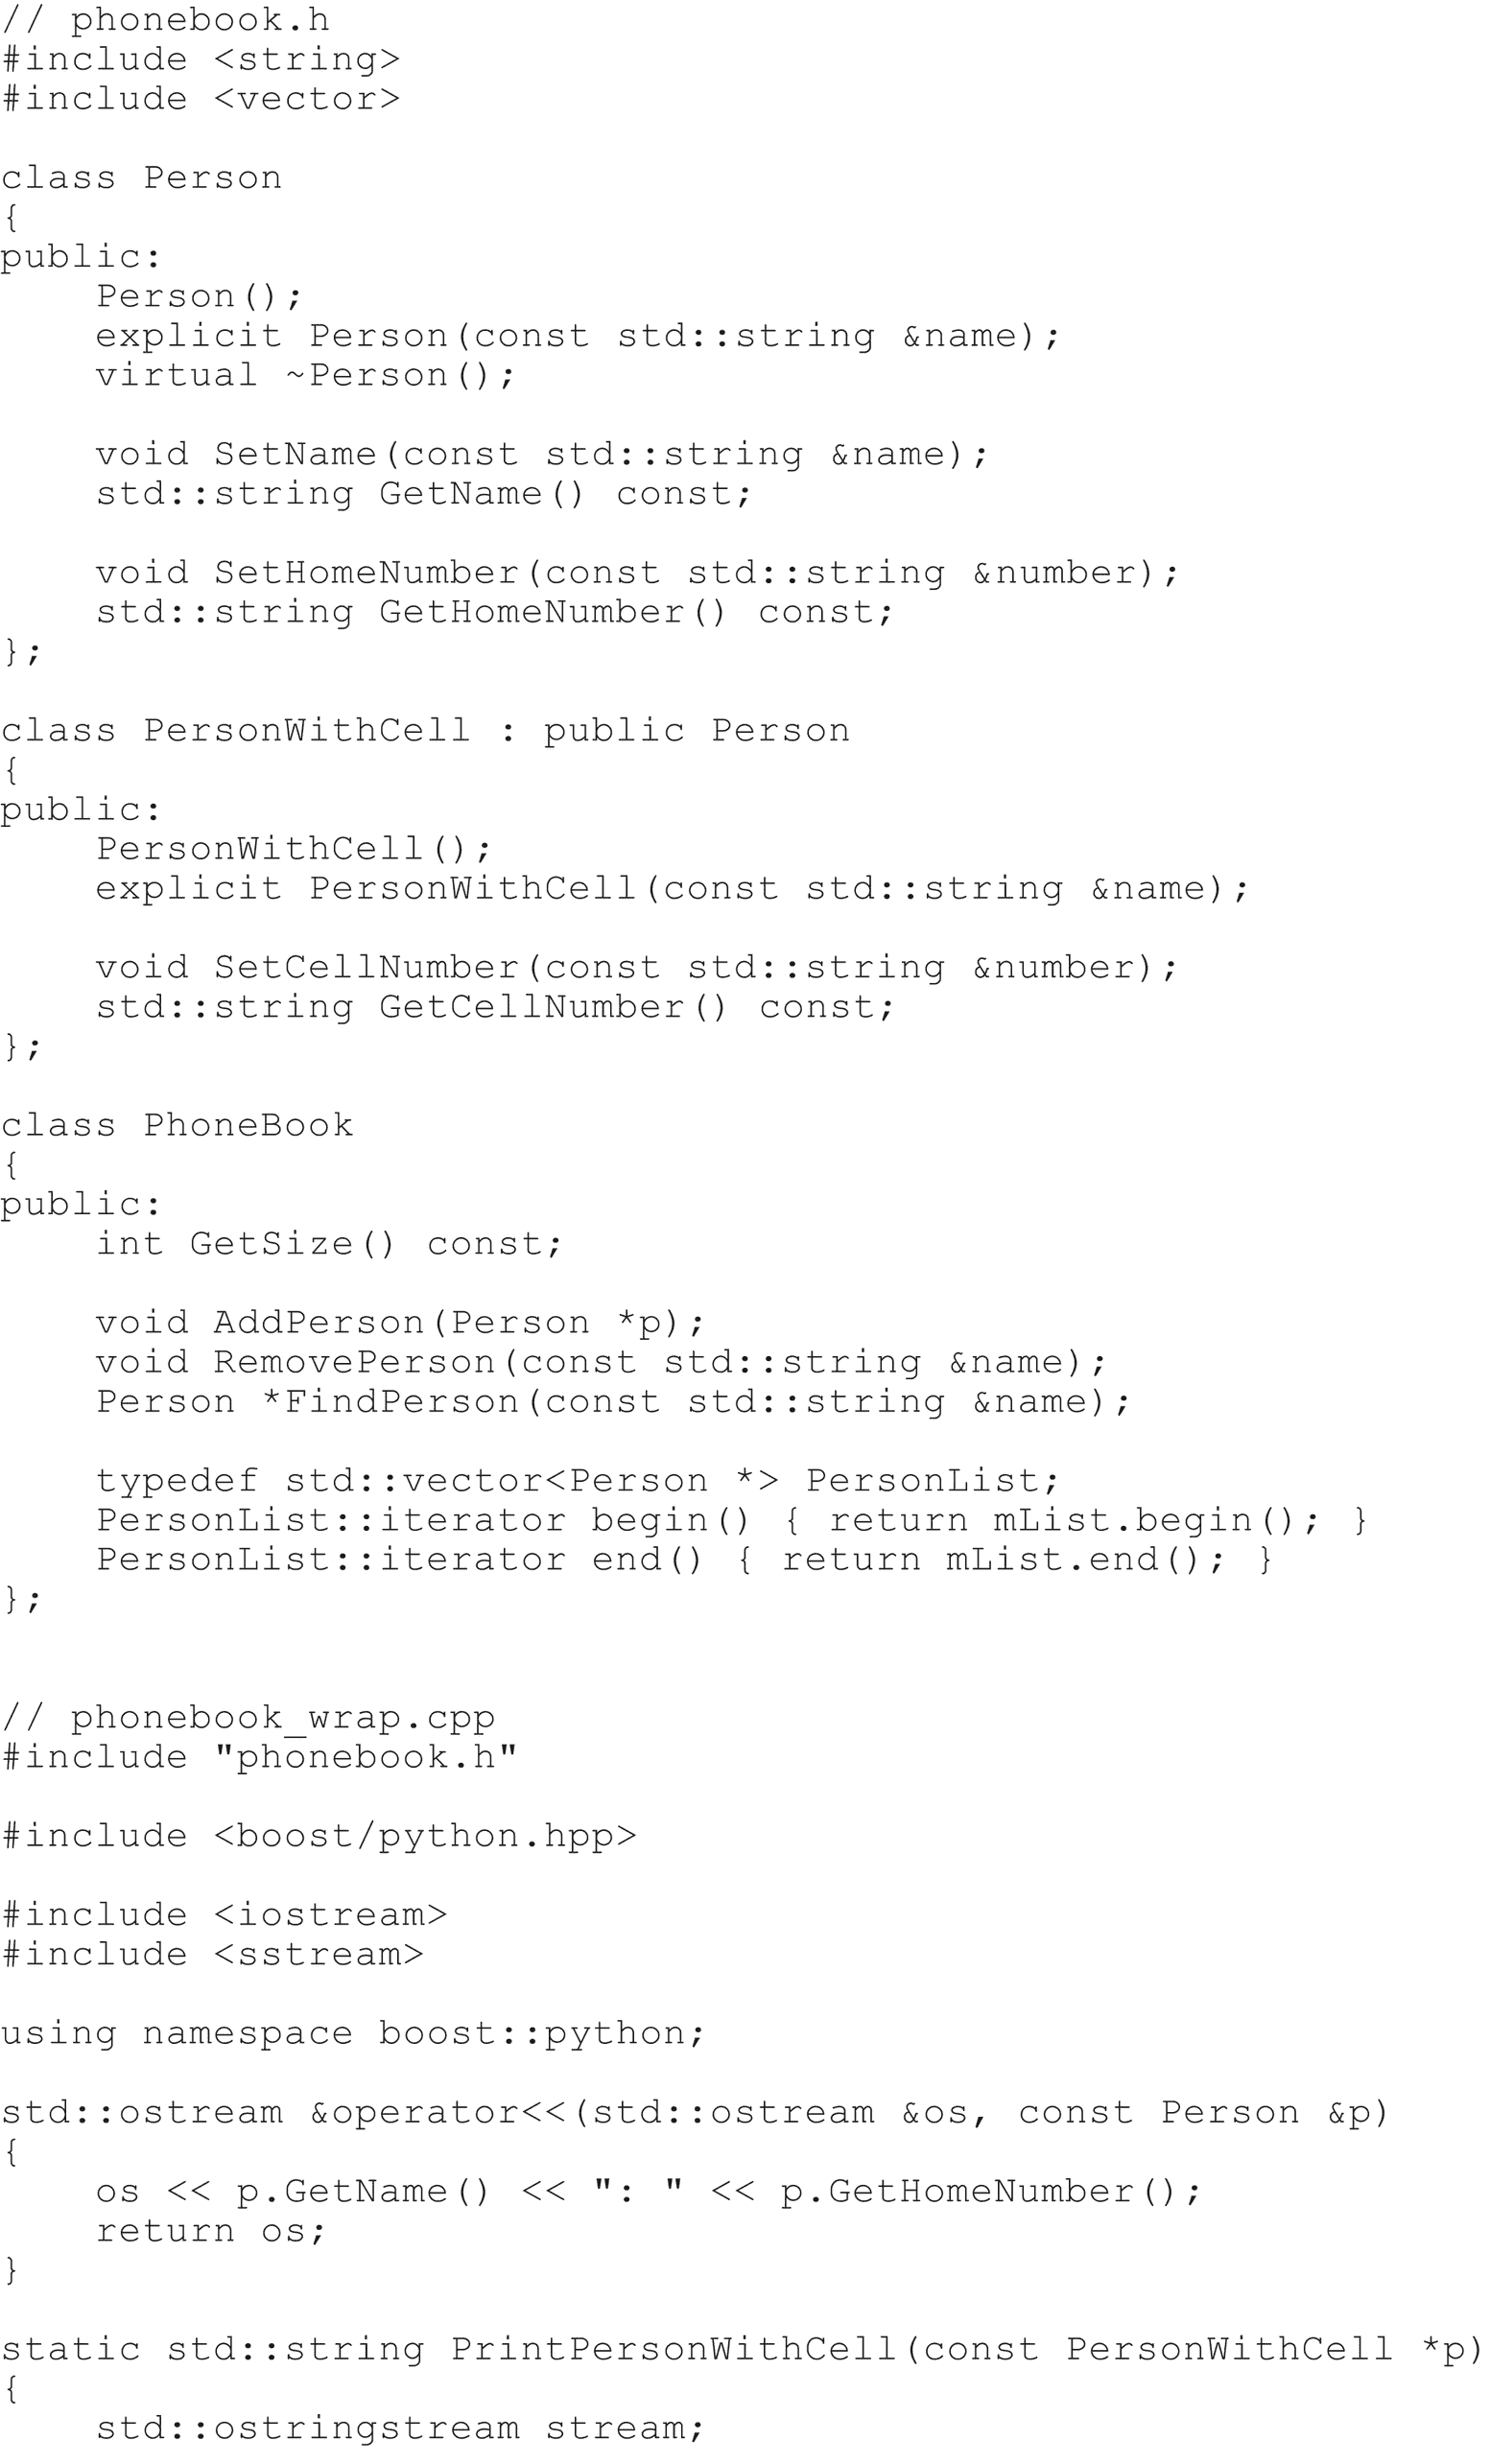 // phonebook.h
#include <string>
#include <vector>

class Person
{
public:
    Person();
    explicit Person(const std::string &name);
    virtual ~Person();

    void SetName(const std::string &name);
    std::string GetName() const;

    void SetHomeNumber(const std::string &number);
    std::string GetHomeNumber() const;
};

class PersonWithCell : public Person
{
public:
    PersonWithCell();
    explicit PersonWithCell(const std::string &name);

    void SetCellNumber(const std::string &number);
    std::string GetCellNumber() const;
};

class PhoneBook
{
public:
    int GetSize() const;

    void AddPerson(Person *p);
    void RemovePerson(const std::string &name);
    Person *FindPerson(const std::string &name);

    typedef std::vector<Person *> PersonList;
    PersonList::iterator begin() { return mList.begin(); }
    PersonList::iterator end() { return mList.end(); }
};

// phonebook_wrap.cpp
#include "phonebook.h"

#include <boost/python.hpp>

#include <iostream>
#include <sstream>

using namespace boost::python;

std::ostream &operator<<(std::ostream &os, const Person &p)
{
    os << p.GetName() << ": " << p.GetHomeNumber();
    return os;
}

static std::string PrintPersonWithCell(const PersonWithCell *p)
{
    std::ostringstream stream;